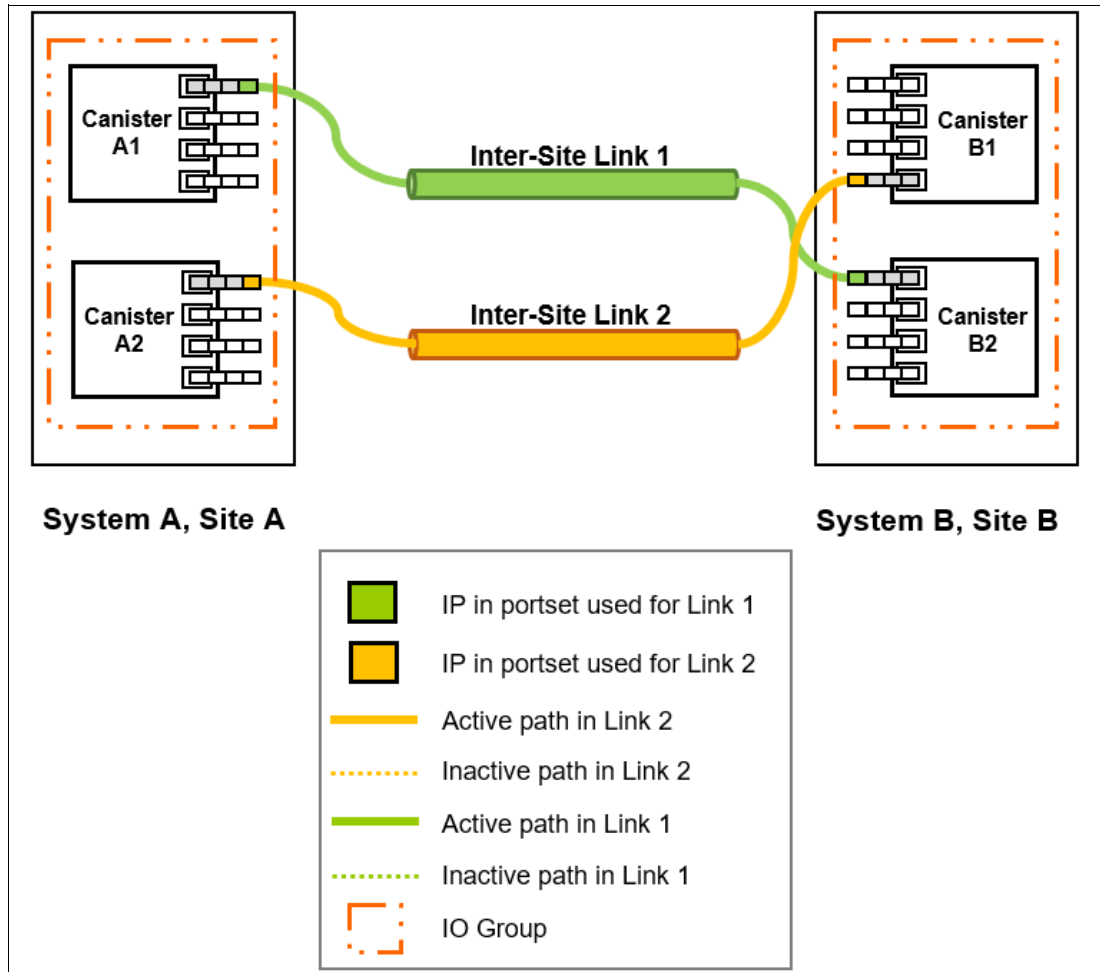 Canister
A1
Canister
A2
Inter-Site Link 1
Inter-Site Link 2
Canister
B1
Canister
B2
System A, Site A
System B, Site B
IP in portset used for Link 1
IP in portset used for Link 2
Active path in Link 2
Inactive path in Link 2
Active path in Link 1
Inactive path in Link 1
IO Group